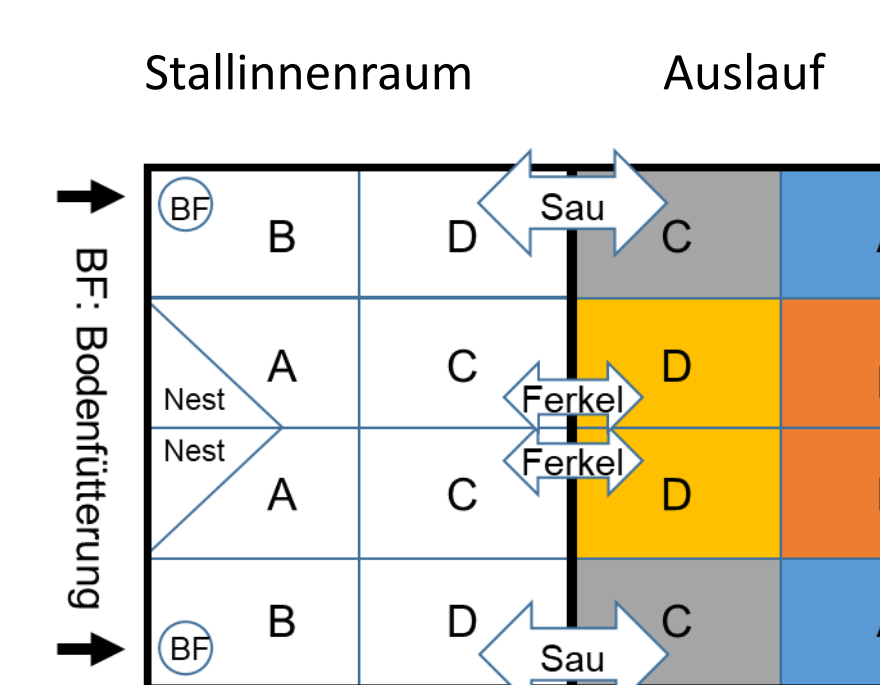 Stallinnenraum Auslauf
BF B D Sau C
BF: Bodenfütterung
A C D
Nest Ferkel
Nest Ferkel
A C D
B D C
BF Sau